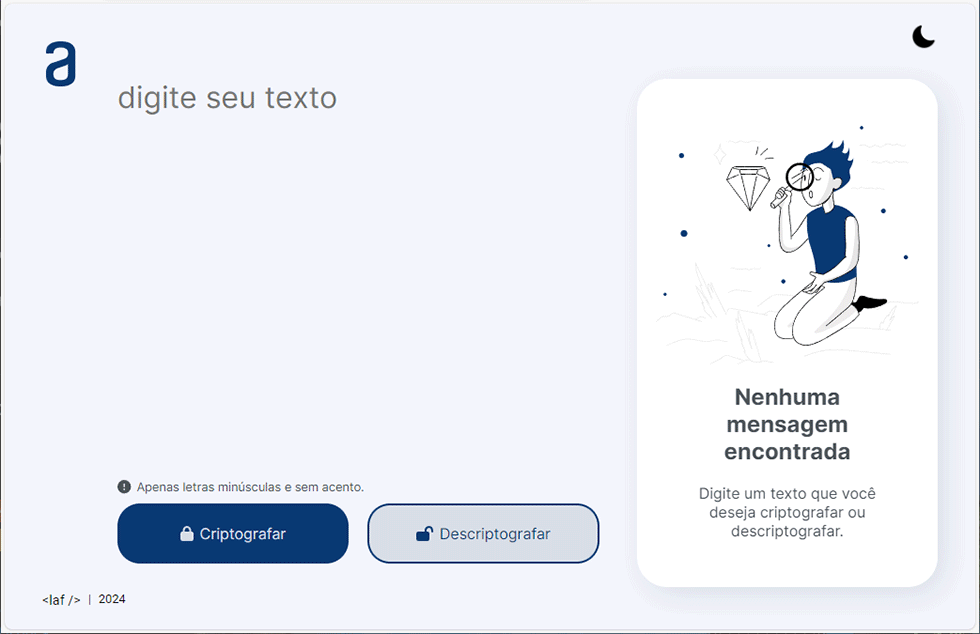 a
digite seu texto
Nenhuma
mensagem
encontrada
Digite um texto que você
deseja criptografar ou
descriptografar.
Apenas letras minúsculas e sem acento.
Criptografar
Descriptografar
<laf /> | 2024